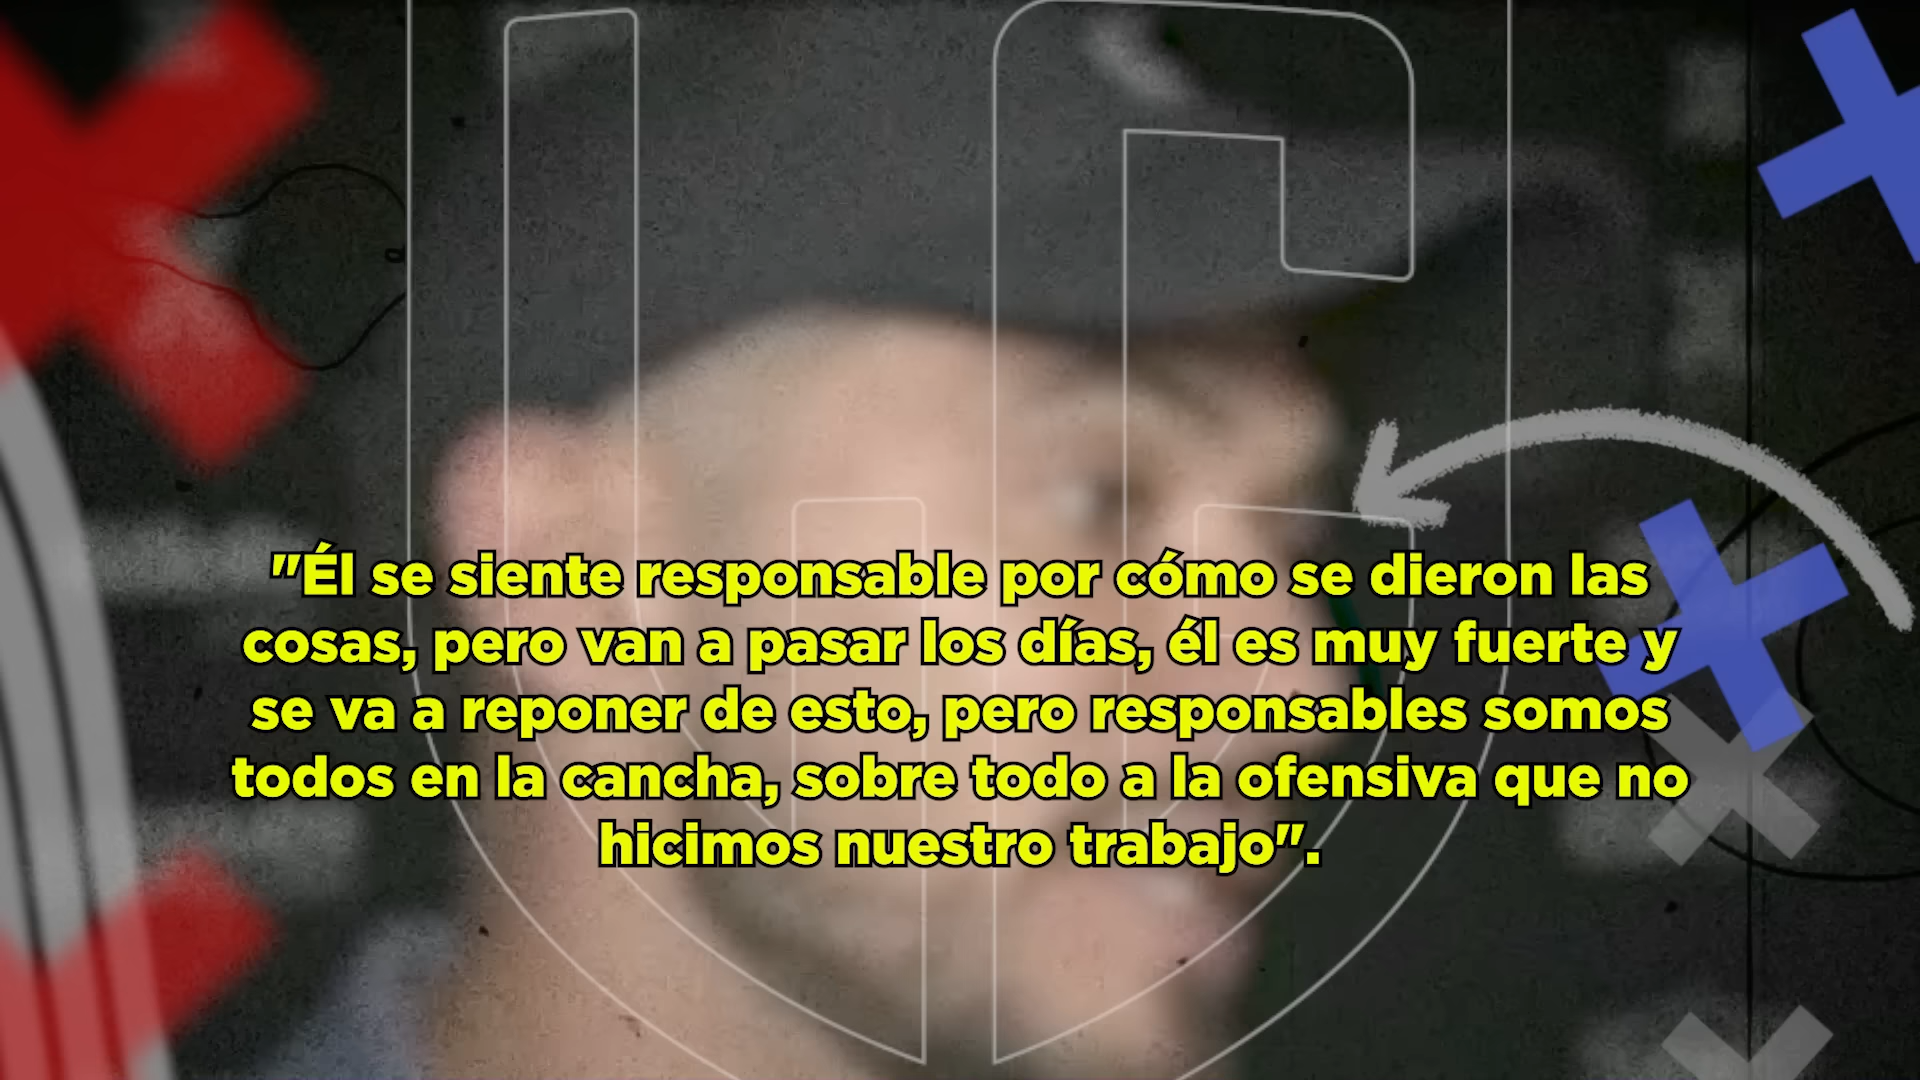 "Él se siente responsable por cómo se dieron las
cosas, pero van a pasar los días, él es muy fuerte y
se va a reponer de esto, pero responsables somos
todos en la cancha, sobre todo a la ofensiva que no
hicimos nuestro trabajo".